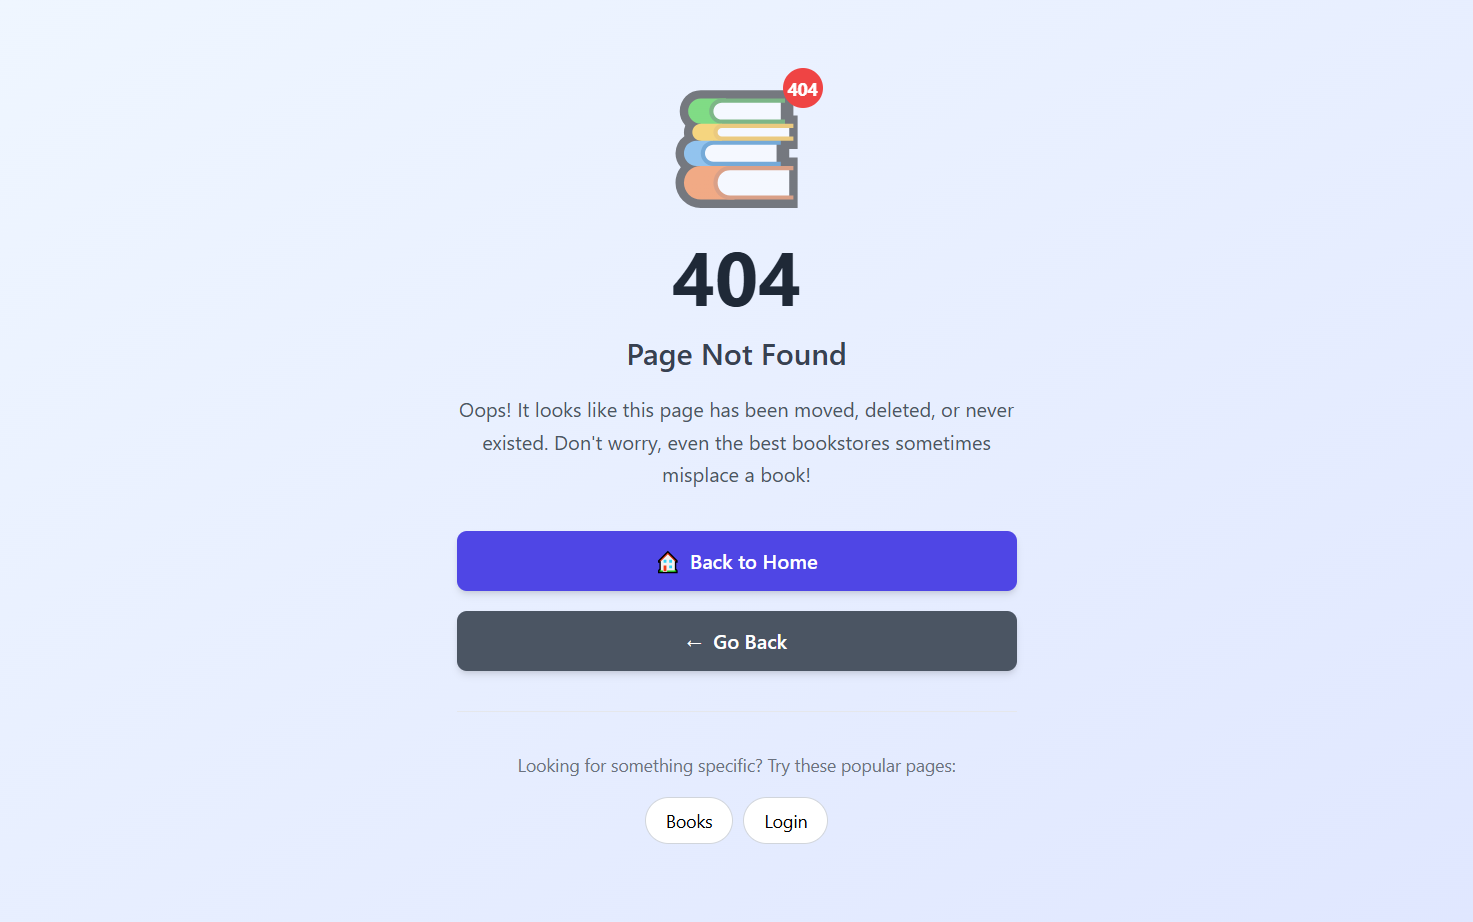 404
404
Page Not Found
Oops! It looks like this page has been moved, deleted, or never
existed. Don't worry, even the best bookstores sometimes
misplace a book!
🏠 Back to Home
← Go Back
Looking for something specific? Try these popular pages:
Books
Login